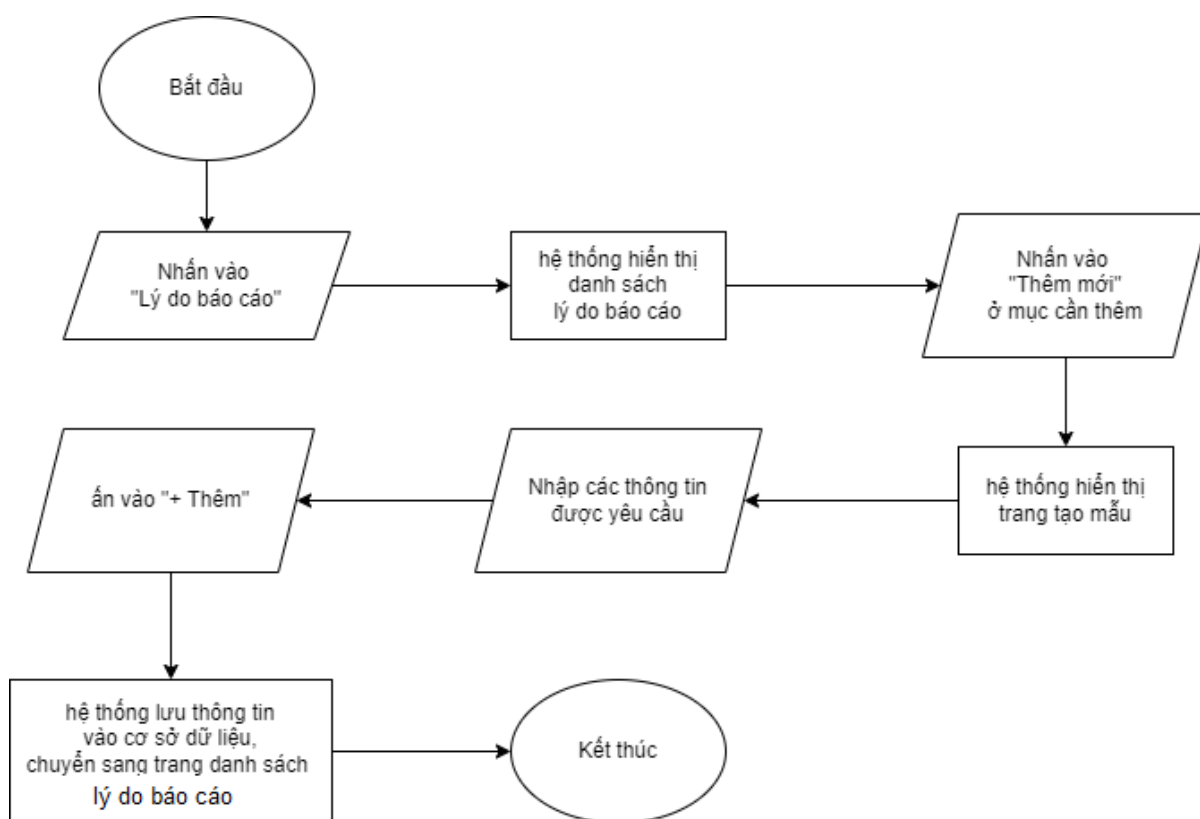 Bắt đầu
Nhấn vào
"Lý do báo cáo"
hệ thống hiển thị
danh sách
lý do báo cáo
Nhấn vào
"Thêm mới"
ở mục cần thêm
hệ thống hiển thị
trang tạo mẫu
Nhập các thông tin
được yêu cầu
ấn vào "+ Thêm"
hệ thống lưu thông tin
vào cơ sở dữ liệu,
chuyển sang trang danh sách
lý do báo cáo
Kết thúc